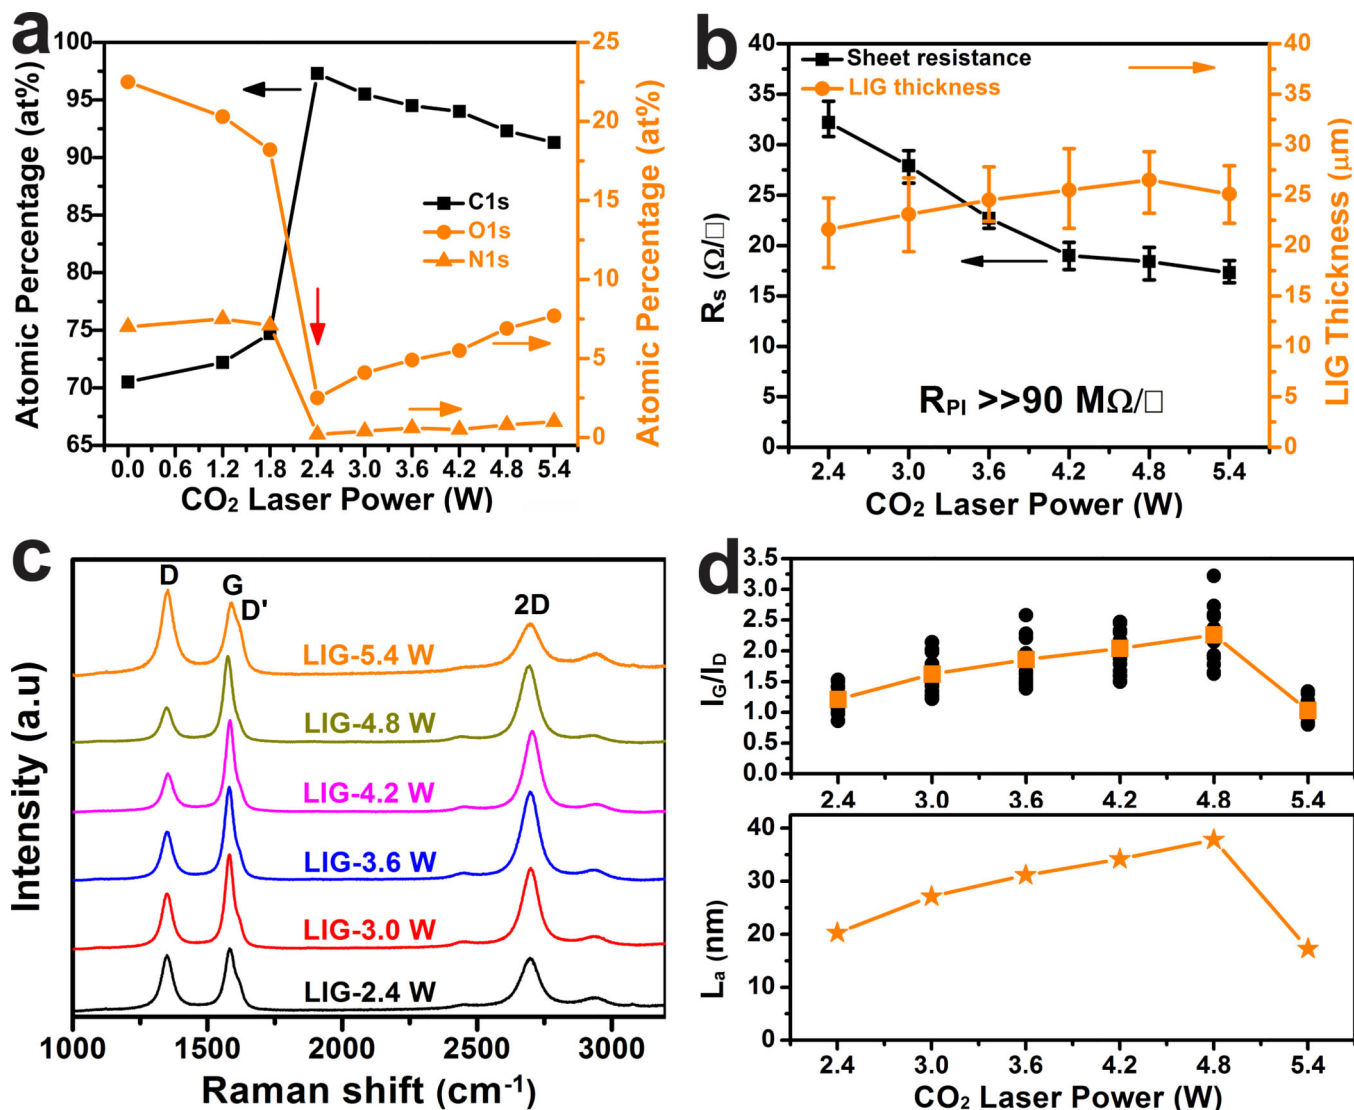 a
100
95
90
85
80
75
70
65
Atomic Percentage (at%)
25
20
15
10
5
0
Atomic Percentage (at%)
C1s
O1s
N1s
0.0 0.6 1.2 1.8 2.4 3.0 3.6 4.2 4.8 5.4
CO₂ Laser Power (W)
b
40
35
30
25
20
15
10
5
0
Rₛ (Ω/□)
Sheet resistance
LIG thickness
40
35
30
25
20
15
10
5
0
LIG Thickness (μm)
R_PI >>90 MΩ/□
2.4 3.0 3.6 4.2 4.8 5.4
CO₂ Laser Power (W)
c
Intensity (a.u)
D
G
D'
2D
LIG-5.4 W
LIG-4.8 W
LIG-4.2 W
LIG-3.6 W
LIG-3.0 W
LIG-2.4 W
1000 1500 2000 2500 3000
Raman shift (cm⁻¹)
d
3.5
3.0
2.5
2.0
1.5
1.0
0.5
0.0
I_G/I_D
2.4 3.0 3.6 4.2 4.8 5.4
40
30
20
10
0
Lₐ (nm)
2.4 3.0 3.6 4.2 4.8 5.4
CO₂ Laser Power (W)